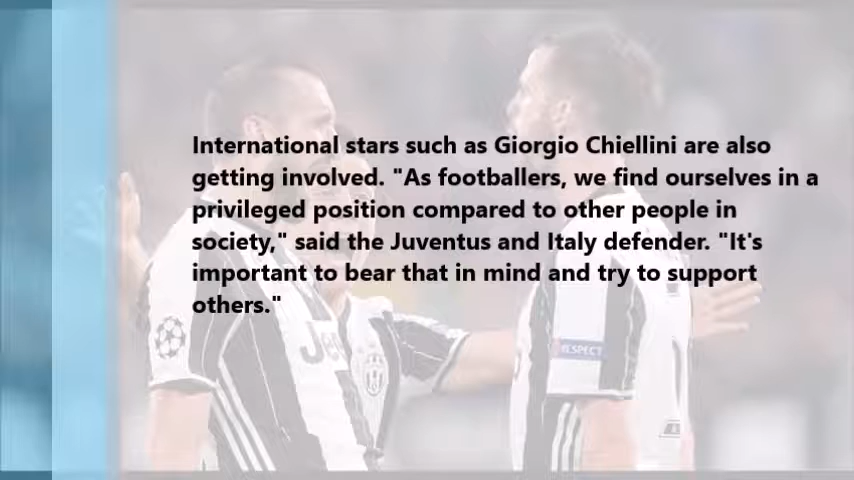 International stars such as Giorgio Chiellini are also
getting involved. "As footballers, we find ourselves in a
privileged position compared to other people in
society," said the Juventus and Italy defender. "It's
important to bear that in mind and try to support
others."
Jeep
RESPECT